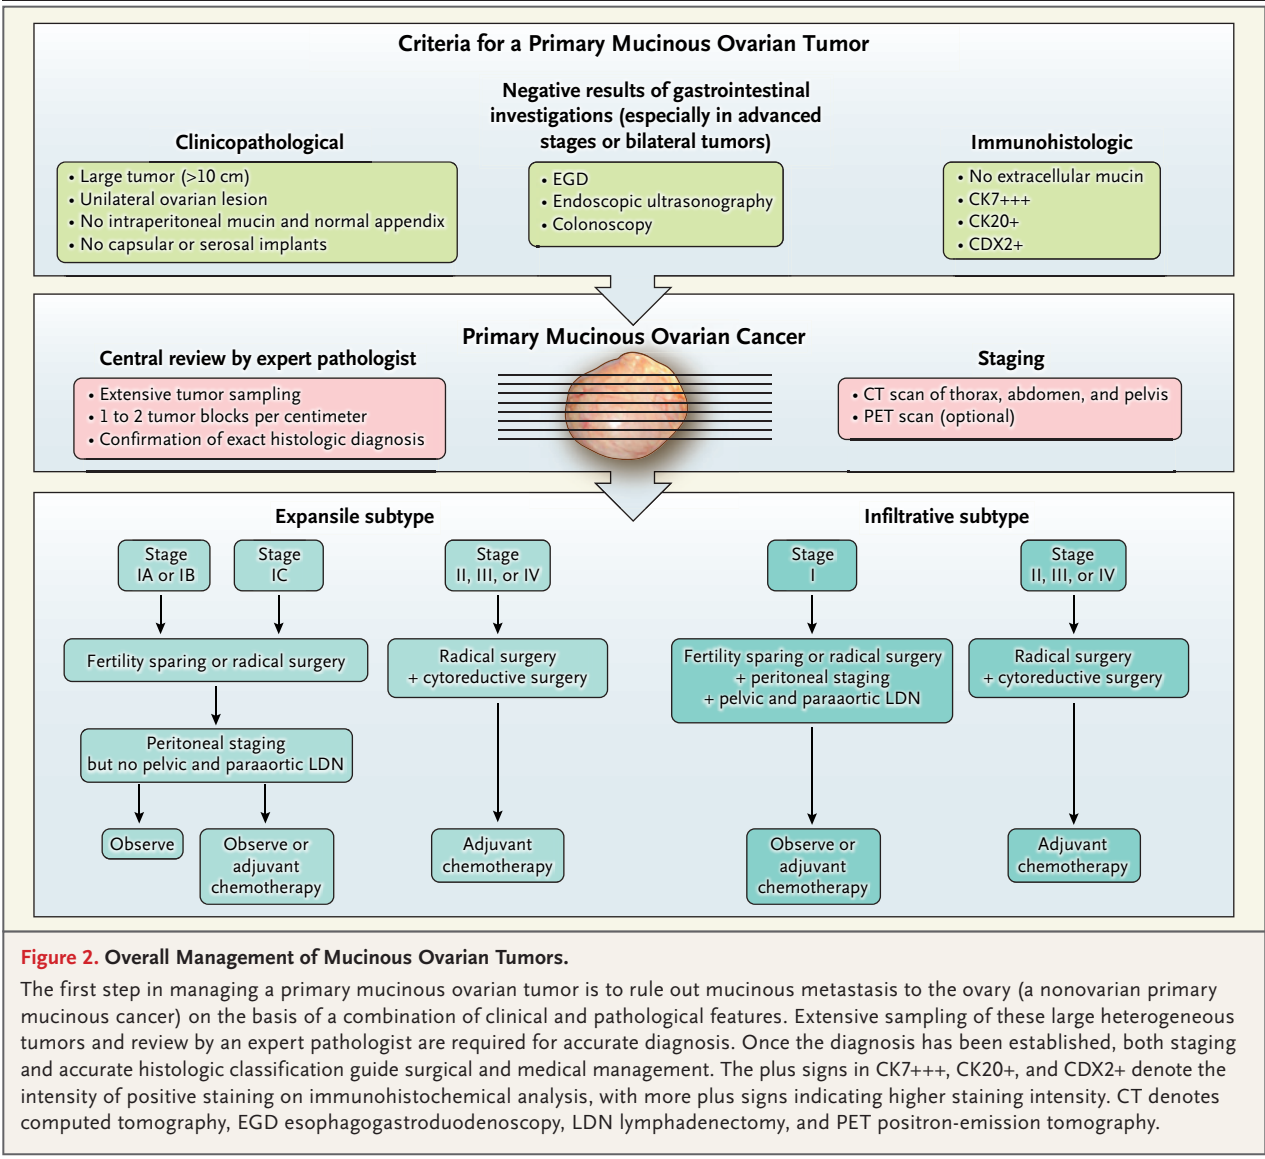 Criteria for a Primary Mucinous Ovarian Tumor
Clinicopathological
• Large tumor (>10 cm)
• Unilateral ovarian lesion
• No intraperitoneal mucin and normal appendix
• No capsular or serosal implants
Negative results of gastrointestinal
investigations (especially in advanced
stages or bilateral tumors)
• EGD
• Endoscopic ultrasonography
• Colonoscopy
Immunohistologic
• No extracellular mucin
• CK7+++
• CK20+
• CDX2+
Primary Mucinous Ovarian Cancer
Central review by expert pathologist
• Extensive tumor sampling
• 1 to 2 tumor blocks per centimeter
• Confirmation of exact histologic diagnosis
Staging
• CT scan of thorax, abdomen, and pelvis
• PET scan (optional)
Expansile subtype
Stage
IA or IB
Stage
IC
Fertility sparing or radical surgery
Peritoneal staging
but no pelvic and paraaortic LDN
Observe
Observe or
adjuvant
chemotherapy
Stage
II, III, or IV
Radical surgery
+ cytoreductive surgery
Adjuvant
chemotherapy
Infiltrative subtype
Stage
I
Fertility sparing or radical surgery
+ peritoneal staging
+ pelvic and paraaortic LDN
Observe or
adjuvant
chemotherapy
Stage
II, III, or IV
Radical surgery
+ cytoreductive surgery
Adjuvant
chemotherapy
Figure 2. Overall Management of Mucinous Ovarian Tumors.
The first step in managing a primary mucinous ovarian tumor is to rule out mucinous metastasis to the ovary (a nonovarian primary
mucinous cancer) on the basis of a combination of clinical and pathological features. Extensive sampling of these large heterogeneous
tumors and review by an expert pathologist are required for accurate diagnosis. Once the diagnosis has been established, both staging
and accurate histologic classification guide surgical and medical management. The plus signs in CK7+++, CK20+, and CDX2+ denote the
intensity of positive staining on immunohistochemical analysis, with more plus signs indicating higher staining intensity. CT denotes
computed tomography, EGD esophagogastroduodenoscopy, LDN lymphadenectomy, and PET positron-emission tomography.